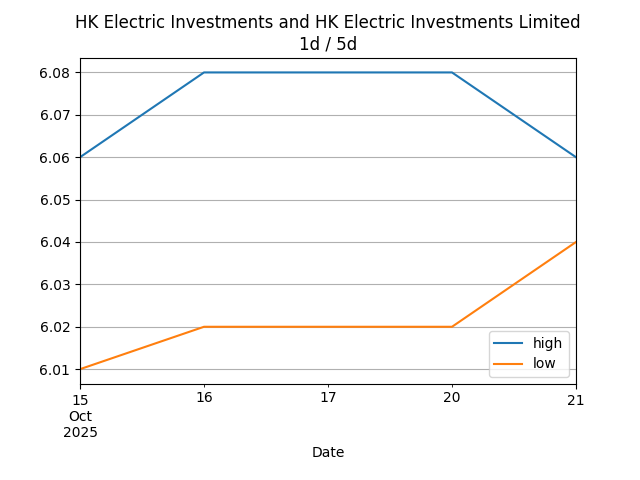 HK Electric Investments and HK Electric Investments Limited
1d / 5d
6.08
6.07
6.06
6.05
6.04
6.03
6.02
6.01
high
low
15 16 17 20 21
Oct
2025
Date